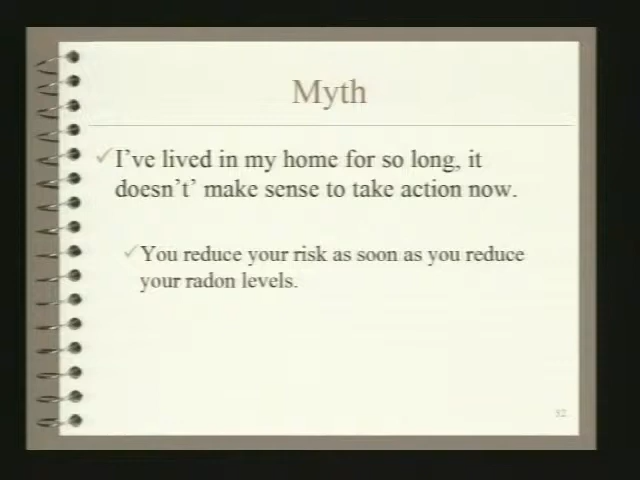 Myth
I've lived in my home for so long, it
doesn't' make sense to take action now.
You reduce your risk as soon as you reduce
your radon levels.